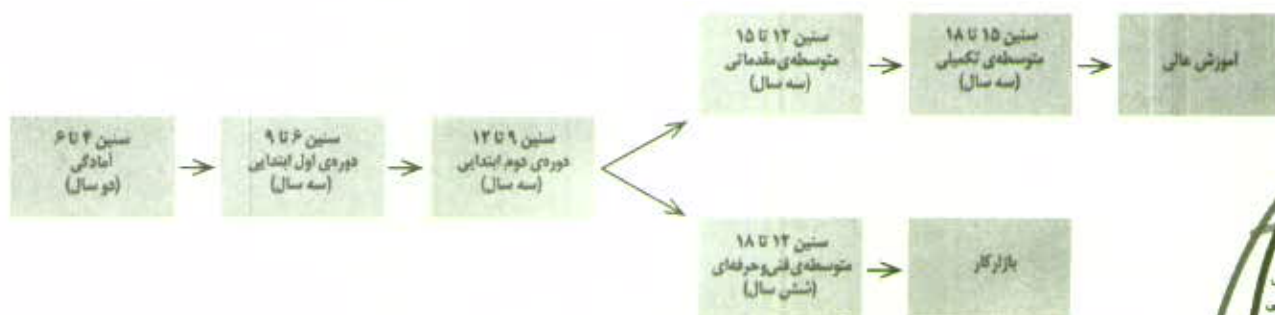 سنین ۴ تا ۶
آمادگی
(دو سال)
سنین ۶ تا ۹
دوره‌ی اول ابتدایی
(سه سال)
سنین ۹ تا ۱۲
دوره‌ی دوم ابتدایی
(سه سال)
سنین ۱۲ تا ۱۵
متوسطه‌ی مقدماتی
(سه سال)
سنین ۱۵ تا ۱۸
متوسطه‌ی تکمیلی
(سه سال)
آموزش عالی
سنین ۱۲ تا ۱۸
متوسطه‌ی فنی‌و‌حرفه‌ای
(شش سال)
بازار کار